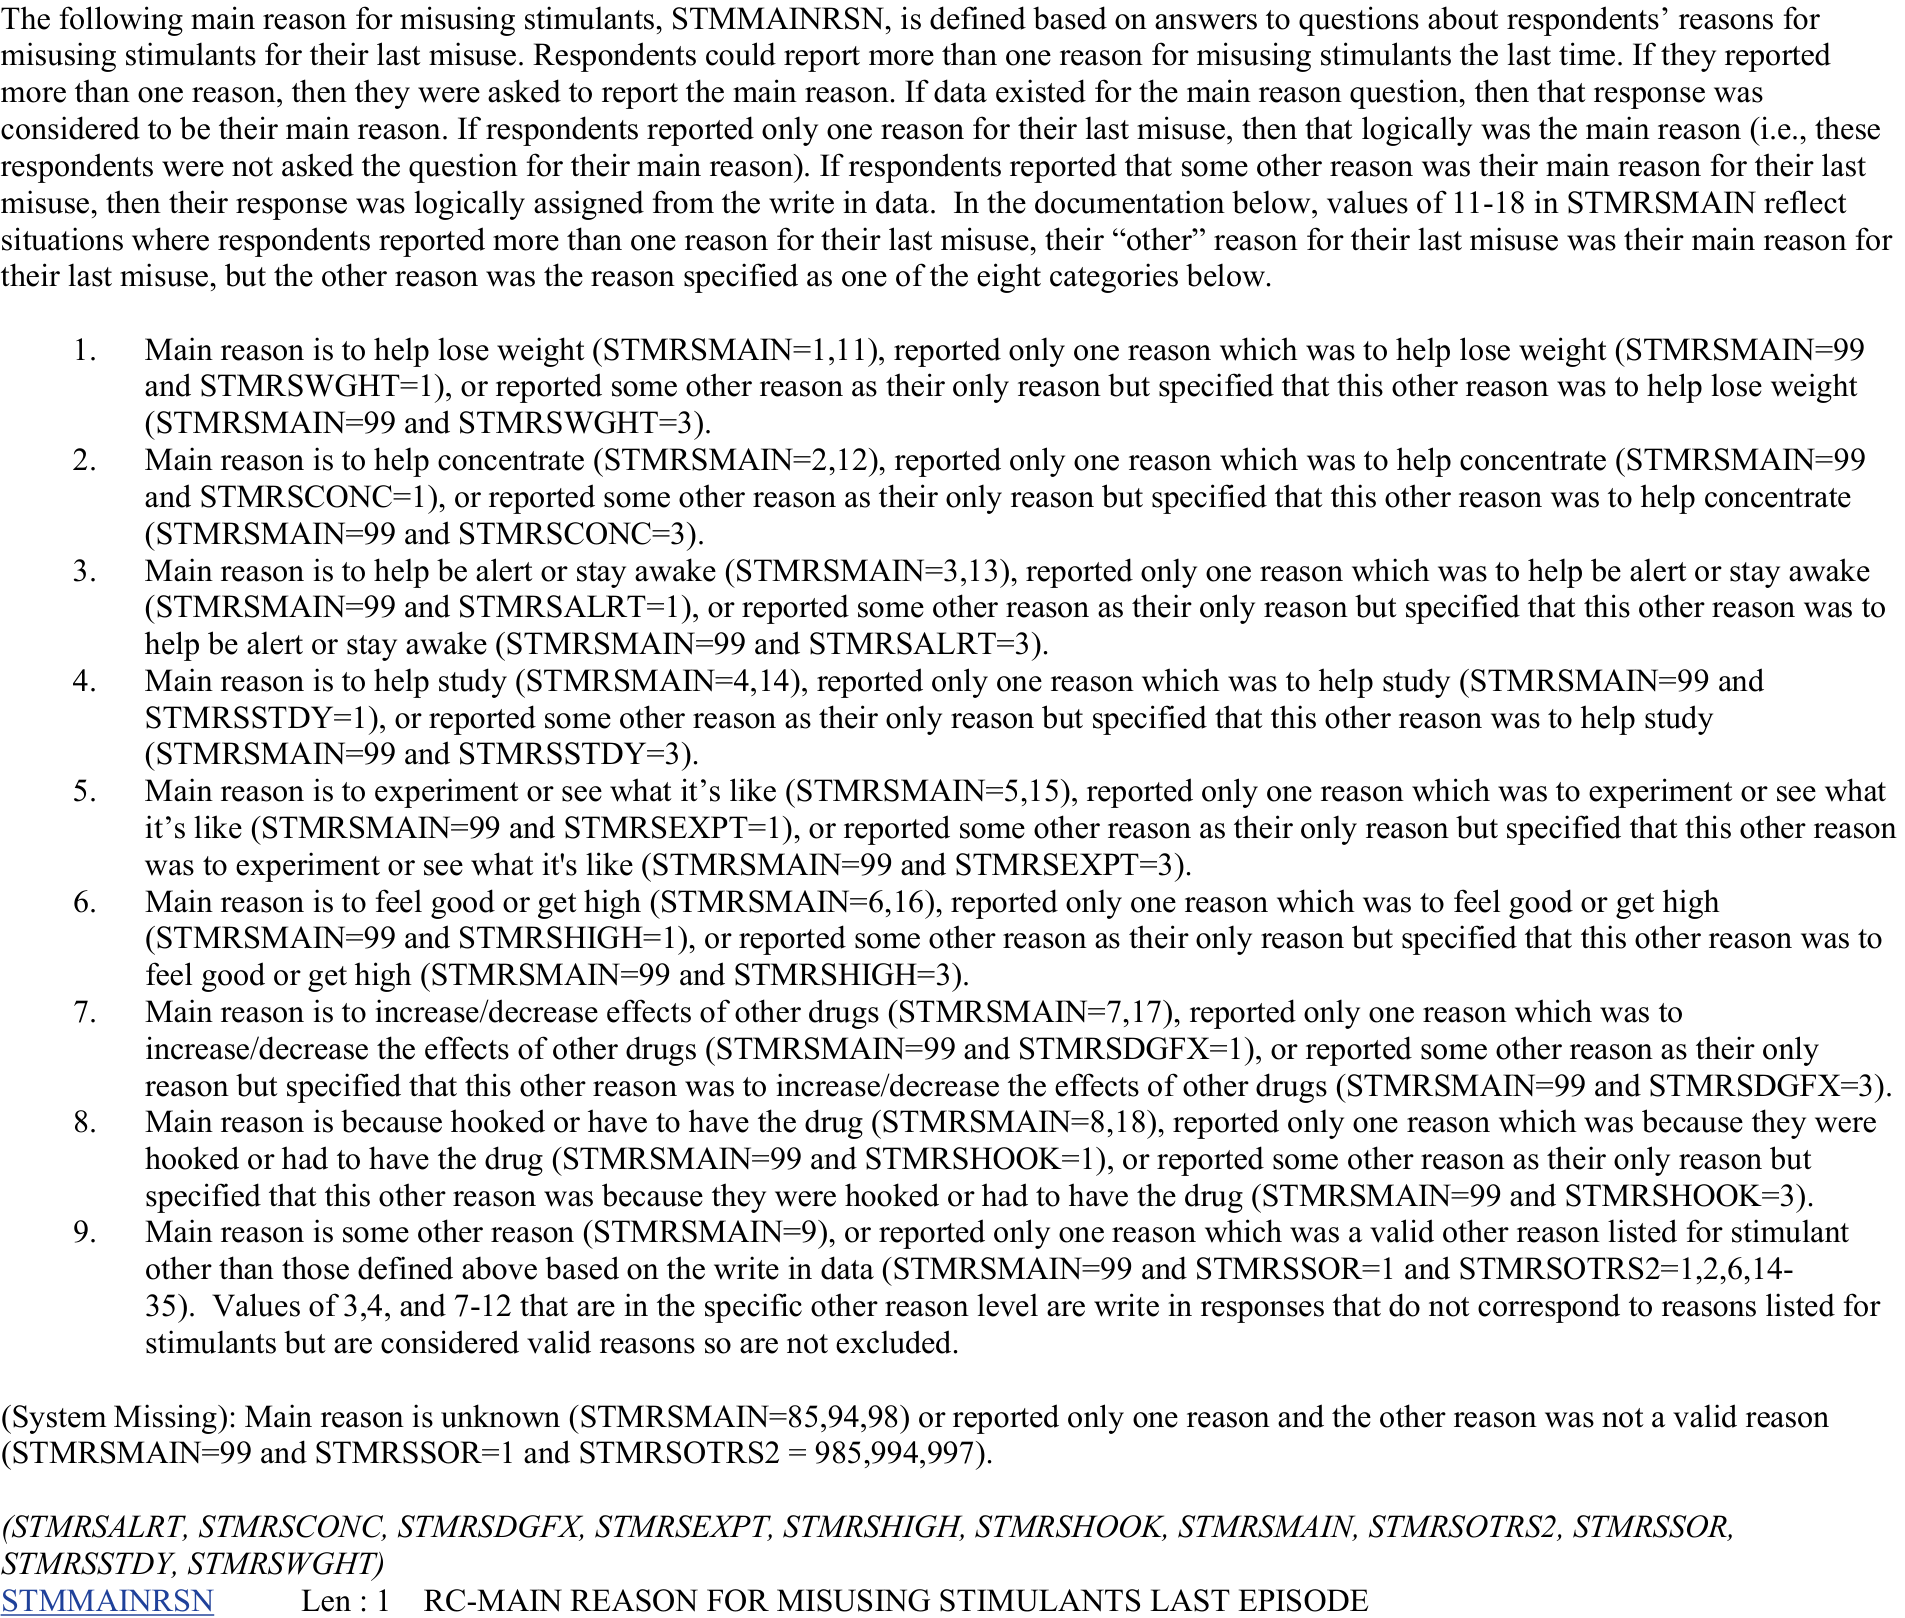 The following main reason for misusing stimulants, STMMAINRSN, is defined based on answers to questions about respondents’ reasons for
misusing stimulants for their last misuse. Respondents could report more than one reason for misusing stimulants the last time. If they reported
more than one reason, then they were asked to report the main reason. If data existed for the main reason question, then that response was
considered to be their main reason. If respondents reported only one reason for their last misuse, then that logically was the main reason (i.e., these
respondents were not asked the question for their main reason). If respondents reported that some other reason was their main reason for their last
misuse, then their response was logically assigned from the write in data.  In the documentation below, values of 11-18 in STMRSMAIN reflect
situations where respondents reported more than one reason for their last misuse, their “other” reason for their last misuse was their main reason for
their last misuse, but the other reason was the reason specified as one of the eight categories below.
1. Main reason is to help lose weight (STMRSMAIN=1,11), reported only one reason which was to help lose weight (STMRSMAIN=99
and STMRSWGHT=1), or reported some other reason as their only reason but specified that this other reason was to help lose weight
(STMRSMAIN=99 and STMRSWGHT=3).
2. Main reason is to help concentrate (STMRSMAIN=2,12), reported only one reason which was to help concentrate (STMRSMAIN=99
and STMRSCONC=1), or reported some other reason as their only reason but specified that this other reason was to help concentrate
(STMRSMAIN=99 and STMRSCONC=3).
3. Main reason is to help be alert or stay awake (STMRSMAIN=3,13), reported only one reason which was to help be alert or stay awake
(STMRSMAIN=99 and STMRSALRT=1), or reported some other reason as their only reason but specified that this other reason was to
help be alert or stay awake (STMRSMAIN=99 and STMRSALRT=3).
4. Main reason is to help study (STMRSMAIN=4,14), reported only one reason which was to help study (STMRSMAIN=99 and
STMRSSTDY=1), or reported some other reason as their only reason but specified that this other reason was to help study
(STMRSMAIN=99 and STMRSSTDY=3).
5. Main reason is to experiment or see what it’s like (STMRSMAIN=5,15), reported only one reason which was to experiment or see what
it’s like (STMRSMAIN=99 and STMRSEXPT=1), or reported some other reason as their only reason but specified that this other reason
was to experiment or see what it's like (STMRSMAIN=99 and STMRSEXPT=3).
6. Main reason is to feel good or get high (STMRSMAIN=6,16), reported only one reason which was to feel good or get high
(STMRSMAIN=99 and STMRSHIGH=1), or reported some other reason as their only reason but specified that this other reason was to
feel good or get high (STMRSMAIN=99 and STMRSHIGH=3).
7. Main reason is to increase/decrease effects of other drugs (STMRSMAIN=7,17), reported only one reason which was to
increase/decrease the effects of other drugs (STMRSMAIN=99 and STMRSDGFX=1), or reported some other reason as their only
reason but specified that this other reason was to increase/decrease the effects of other drugs (STMRSMAIN=99 and STMRSDGFX=3).
8. Main reason is because hooked or have to have the drug (STMRSMAIN=8,18), reported only one reason which was because they were
hooked or had to have the drug (STMRSMAIN=99 and STMRSHOOK=1), or reported some other reason as their only reason but
specified that this other reason was because they were hooked or had to have the drug (STMRSMAIN=99 and STMRSHOOK=3).
9. Main reason is some other reason (STMRSMAIN=9), or reported only one reason which was a valid other reason listed for stimulant
other than those defined above based on the write in data (STMRSMAIN=99 and STMRSSOR=1 and STMRSOTRS2=1,2,6,14-
35).  Values of 3,4, and 7-12 that are in the specific other reason level are write in responses that do not correspond to reasons listed for
stimulants but are considered valid reasons so are not excluded.
(System Missing): Main reason is unknown (STMRSMAIN=85,94,98) or reported only one reason and the other reason was not a valid reason
(STMRSMAIN=99 and STMRSSOR=1 and STMRSOTRS2 = 985,994,997).
(STMRSALRT, STMRSCONC, STMRSDGFX, STMRSEXPT, STMRSHIGH, STMRSHOOK, STMRSMAIN, STMRSOTRS2, STMRSSOR,
STMRSSTDY, STMRSWGHT)
STMMAINRSN Len : 1 RC-MAIN REASON FOR MISUSING STIMULANTS LAST EPISODE